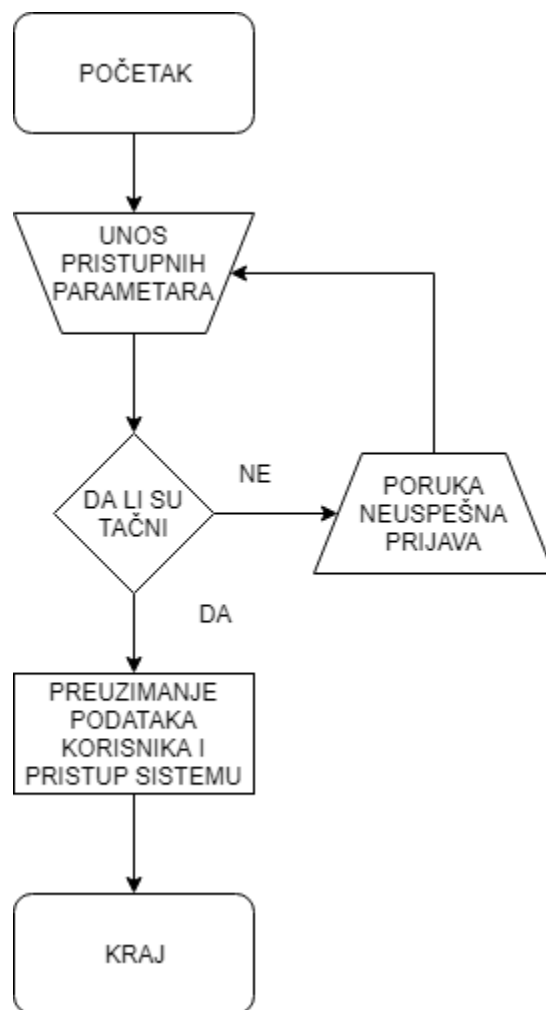 POČETAK
UNOS
PRISTUPNIH
PARAMETARA
DA LI SU
TAČNI
NE
PORUKA
NEUSPEŠNA
PRIJAVA
DA
PREUZIMANJE
PODATAKA
KORISNIKA I
PRISTUP SISTEMU
KRAJ